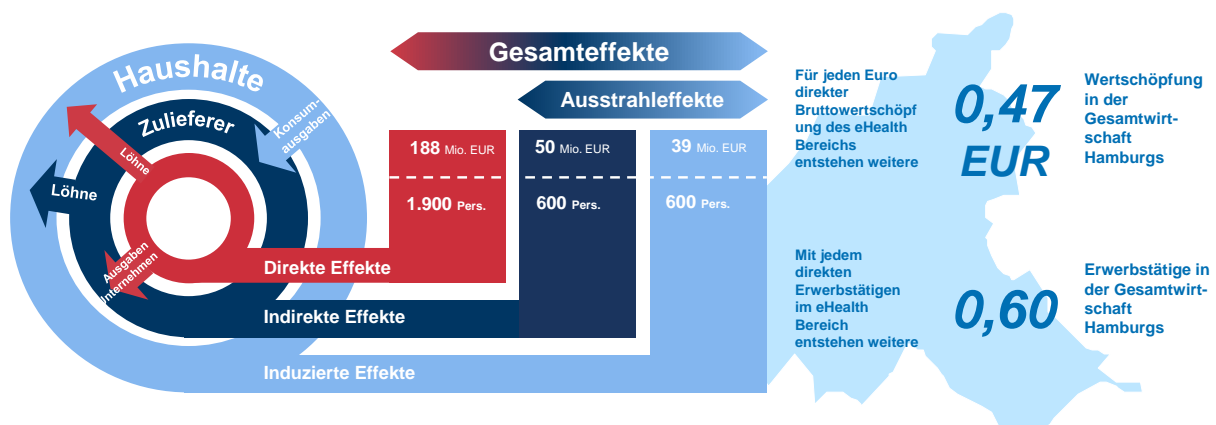 Haushalte
Zulieferer
Konsum-
ausgaben
Löhne
Löhne
Ausgaben
Unternehmen
Direkte Effekte
Indirekte Effekte
Induzierte Effekte
Gesamteffekte
Ausstrahleffekte
188 Mio. EUR
50 Mio. EUR
39 Mio. EUR
1.900 Pers.
600 Pers.
600 Pers.
Für jeden Euro
direkter
Bruttowertschöpf
ung des eHealth
Bereichs
entstehen weitere
0,47
EUR
Wertschöpfung
in der
Gesamtwirt-
schaft
Hamburgs
Mit jedem
direkten
Erwerbstätigen
im eHealth
Bereich
entstehen weitere
0,60
Erwerbstätige in
der Gesamtwirt-
schaft
Hamburgs